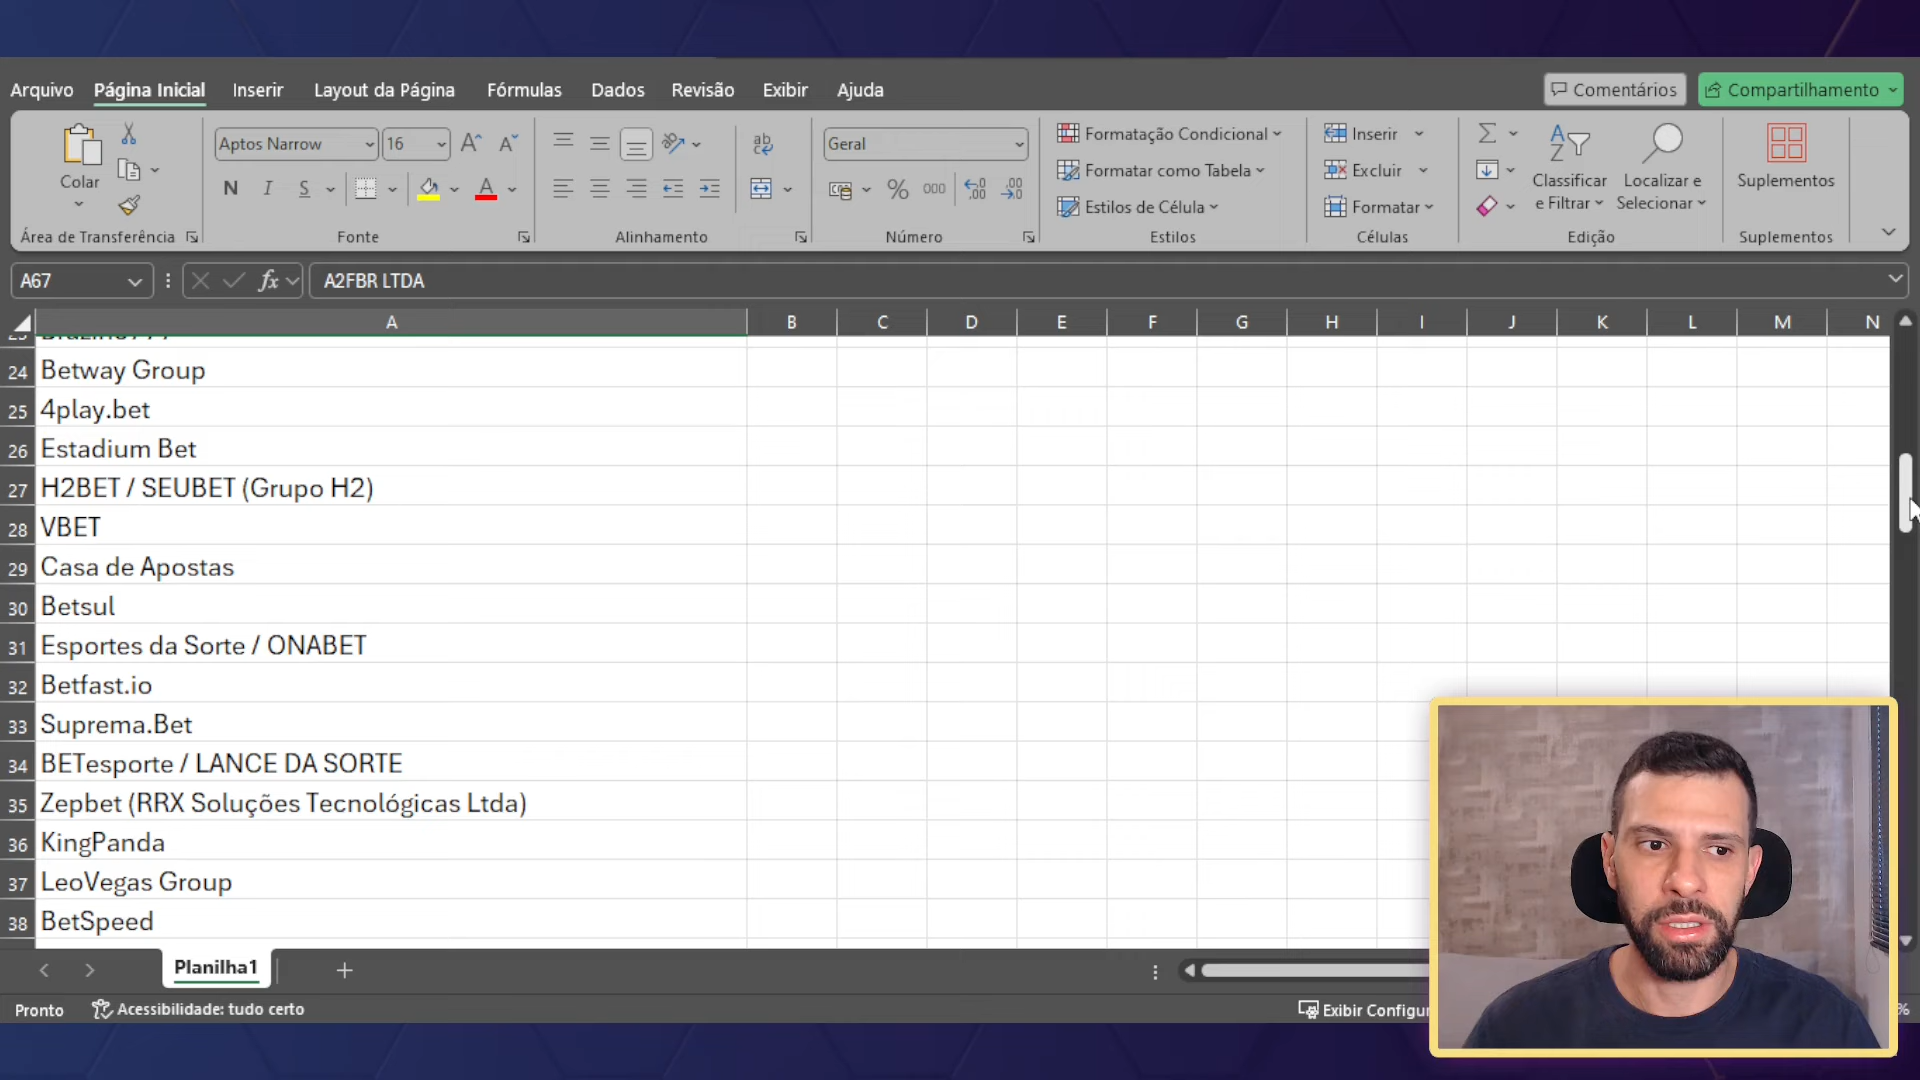 Arquivo Página Inicial Inserir Layout da Página Fórmulas Dados Revisão Exibir Ajuda Comentários Compartilhamento
Colar
Área de Transferência
Aptos Narrow 16
N I S A
Fonte
ab
Alinhamento
Geral
% 000
Número
Formatação Condicional
Formatar como Tabela
Estilos de Célula
Estilos
Inserir
Excluir
Formatar
Células
Classificar e Filtrar
Localizar e Selecionar
Edição
Suplementos
Suplementos
A67 fx A2FBR LTDA
A B C D E F G H I J K L M N
24 Betway Group
25 4play.bet
26 Estadium Bet
27 H2BET / SEUBET (Grupo H2)
28 VBET
29 Casa de Apostas
30 Betsul
31 Esportes da Sorte / ONABET
32 Betfast.io
33 Suprema.Bet
34 BETesporte / LANCE DA SORTE
35 Zepbet (RRX Soluções Tecnológicas Ltda)
36 KingPanda
37 LeoVegas Group
38 BetSpeed
Planilha1
Pronto Acessibilidade: tudo certo Exibir Configur %